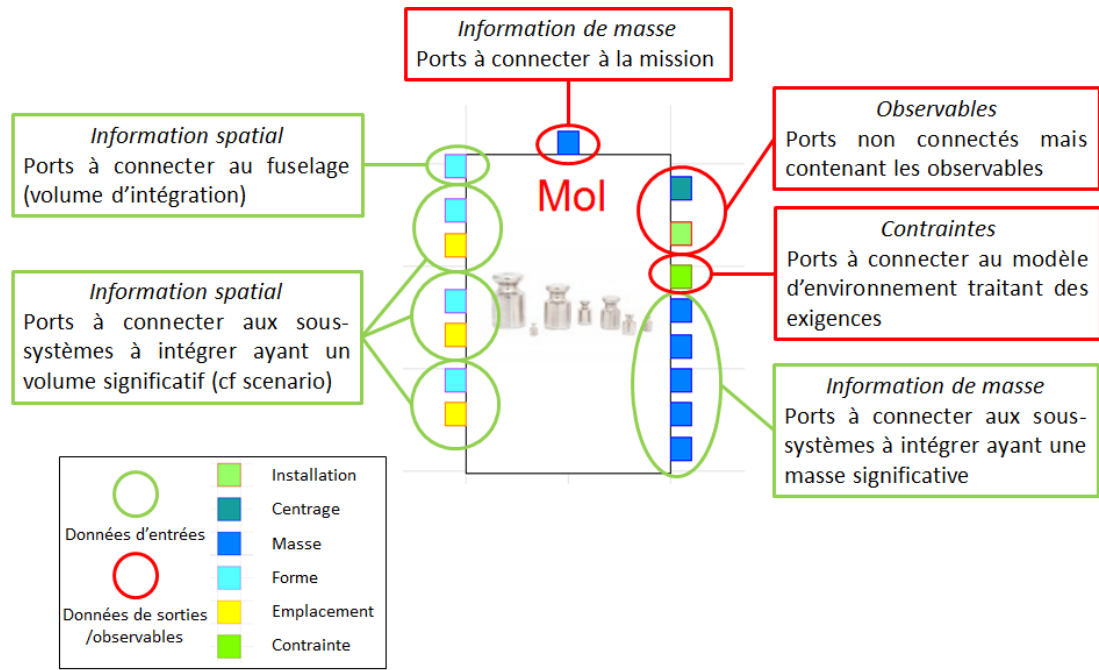 Information de masse
Ports à connecter à la mission
Information spatial
Ports à connecter au fuselage
(volume d'intégration)
Observables
Ports non connectés mais
contenant les observables
Mol
Contraintes
Ports à connecter au modèle
d'environnement traitant des
exigences
Information spatial
Ports à connecter aux sous-
systèmes à intégrer ayant un
volume significatif (cf scenario)
Information de masse
Ports à connecter aux sous-
systèmes à intégrer ayant une
masse significative
Données d'entrées
Données de sorties
/observables
Installation
Centrage
Masse
Forme
Emplacement
Contrainte